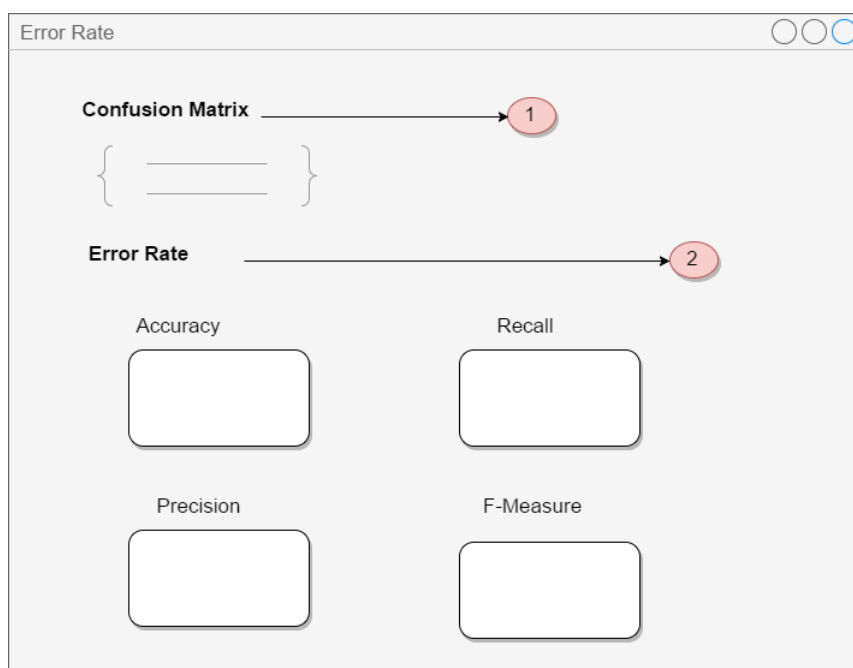 Error Rate
Confusion Matrix
1
Error Rate
2
Accuracy
Recall
Precision
F-Measure